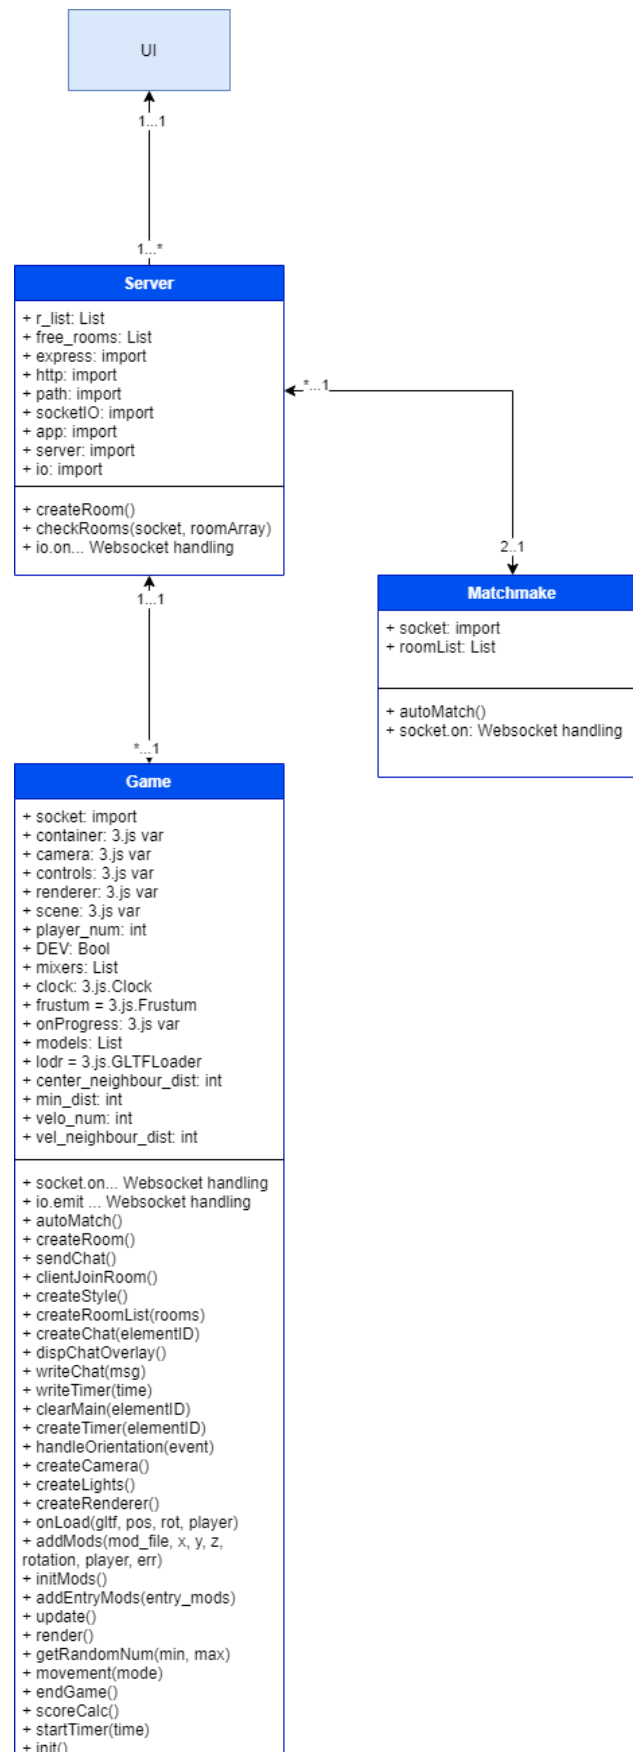 UI
1...1
1...*
Server
+ r_list: List
+ free_rooms: List
+ express: import
+ http: import
+ path: import
+ socketIO: import
+ app: import
+ server: import
+ io: import
+ createRoom()
+ checkRooms(socket, roomArray)
+ io.on... Websocket handling
*...1
2..1
Matchmake
+ socket: import
+ roomList: List
+ autoMatch()
+ socket.on: Websocket handling
1...1
*...1
Game
+ socket: import
+ container: 3.js var
+ camera: 3.js var
+ controls: 3.js var
+ renderer: 3.js var
+ scene: 3.js var
+ player_num: int
+ DEV: Bool
+ mixers: List
+ clock: 3.js.Clock
+ frustum = 3.js.Frustum
+ onProgress: 3.js var
+ models: List
+ lodr = 3.js.GLTFLoader
+ center_neighbour_dist: int
+ min_dist: int
+ velo_num: int
+ vel_neighbour_dist: int
+ socket.on... Websocket handling
+ io.emit ... Websocket handling
+ autoMatch()
+ createRoom()
+ sendChat()
+ clientJoinRoom()
+ createStyle()
+ createRoomList(rooms)
+ createChat(elementID)
+ dispChatOverlay()
+ writeChat(msg)
+ writeTimer(time)
+ clearMain(elementID)
+ createTimer(elementID)
+ handleOrientation(event)
+ createCamera()
+ createLights()
+ createRenderer()
+ onLoad(gltf, pos, rot, player)
+ addMods(mod_file, x, y, z,
rotation, player, err)
+ initMods()
+ addEntryMods(entry_mods)
+ update()
+ render()
+ getRandomNum(min, max)
+ movement(mode)
+ endGame()
+ scoreCalc()
+ startTimer(time)
+ init()